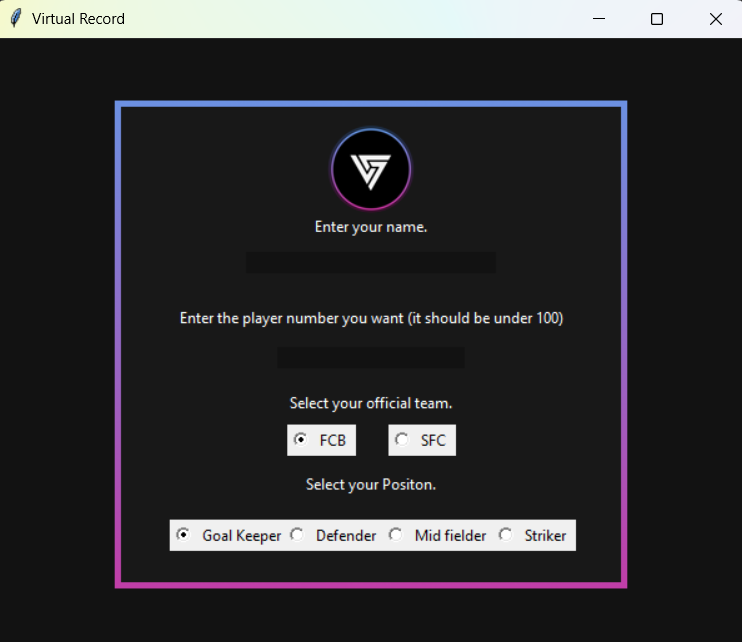 Virtual Record
Enter your name.
Enter the player number you want (it should be under 100)
Select your official team.
FCB SFC
Select your Positon.
Goal Keeper Defender Mid fielder Striker